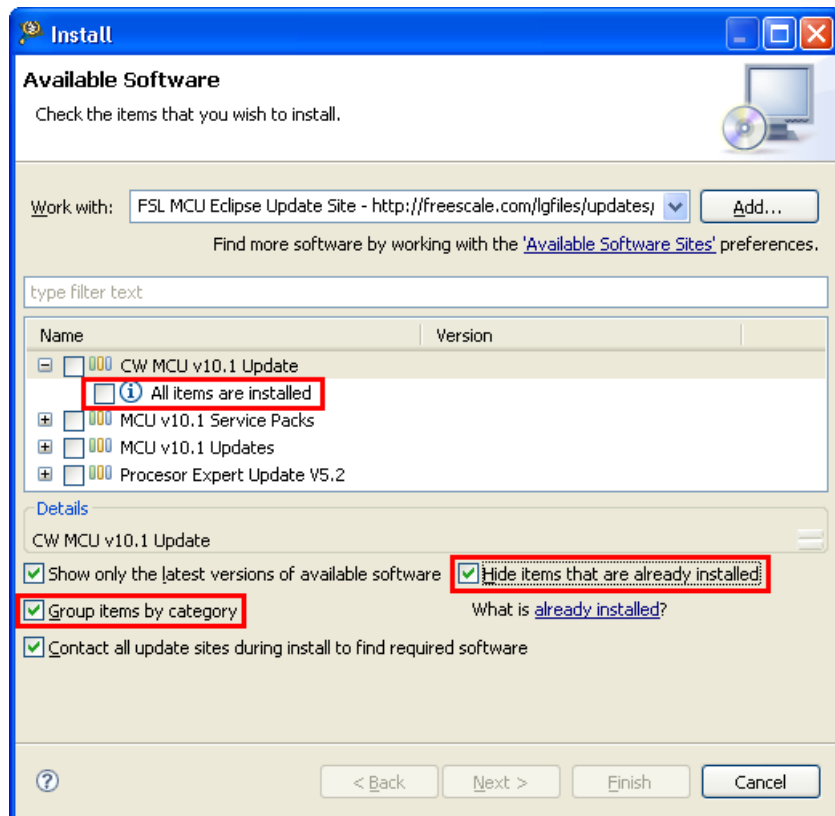 Install
Available Software
Check the items that you wish to install.
Work with: FSL MCU Eclipse Update Site - http://freescale.com/lgfiles/updates/ Add...
Find more software by working with the 'Available Software Sites' preferences.
type filter text
Name Version
CW MCU v10.1 Update
All items are installed
MCU v10.1 Service Packs
MCU v10.1 Updates
Procesor Expert Update V5.2
Details
CW MCU v10.1 Update
Show only the latest versions of available software Hide items that are already installed
Group items by category What is already installed?
Contact all update sites during install to find required software
< Back Next > Finish Cancel